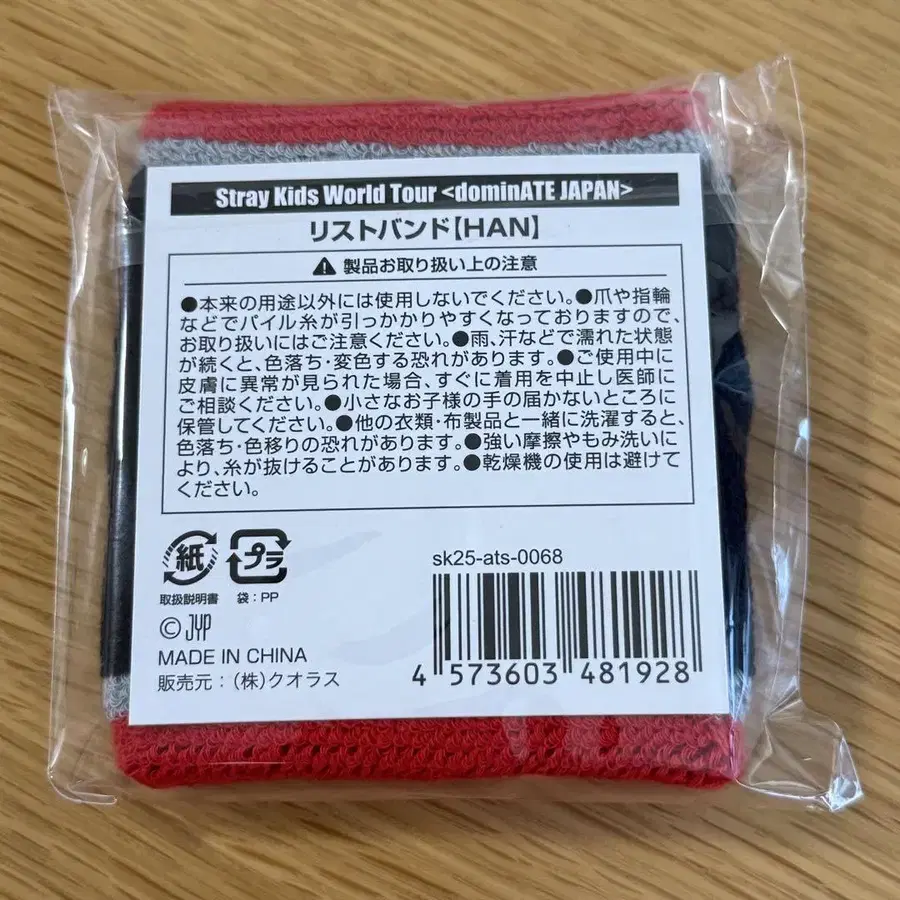 Stray Kids World Tour <dominATE JAPAN>
リストバンド【HAN】
製品お取り扱い上の注意
●本来の用途以外には使用しないでください。●爪や指輪
などでパイル糸が引っかかりやすくなっておりますので、
お取り扱いにはご注意ください。●雨、汗などで濡れた状態
が続くと、色落ち・変色する恐れがあります。●ご使用中に
皮膚に異常が見られた場合、すぐに着用を中止し医師に
ご相談ください。●小さなお子様の手の届かないところに
保管してください。●他の衣類・布製品と一緒に洗濯すると、
色落ち・色移りの恐れがあります。●強い摩擦やもみ洗いに
より、糸が抜けることがあります。●乾燥機の使用は避けて
ください。
紙
プラ
取扱説明書
袋：PP
sk25-ats-0068
© JYP
MADE IN CHINA
販売元：（株）クオラス
4 573603 481928